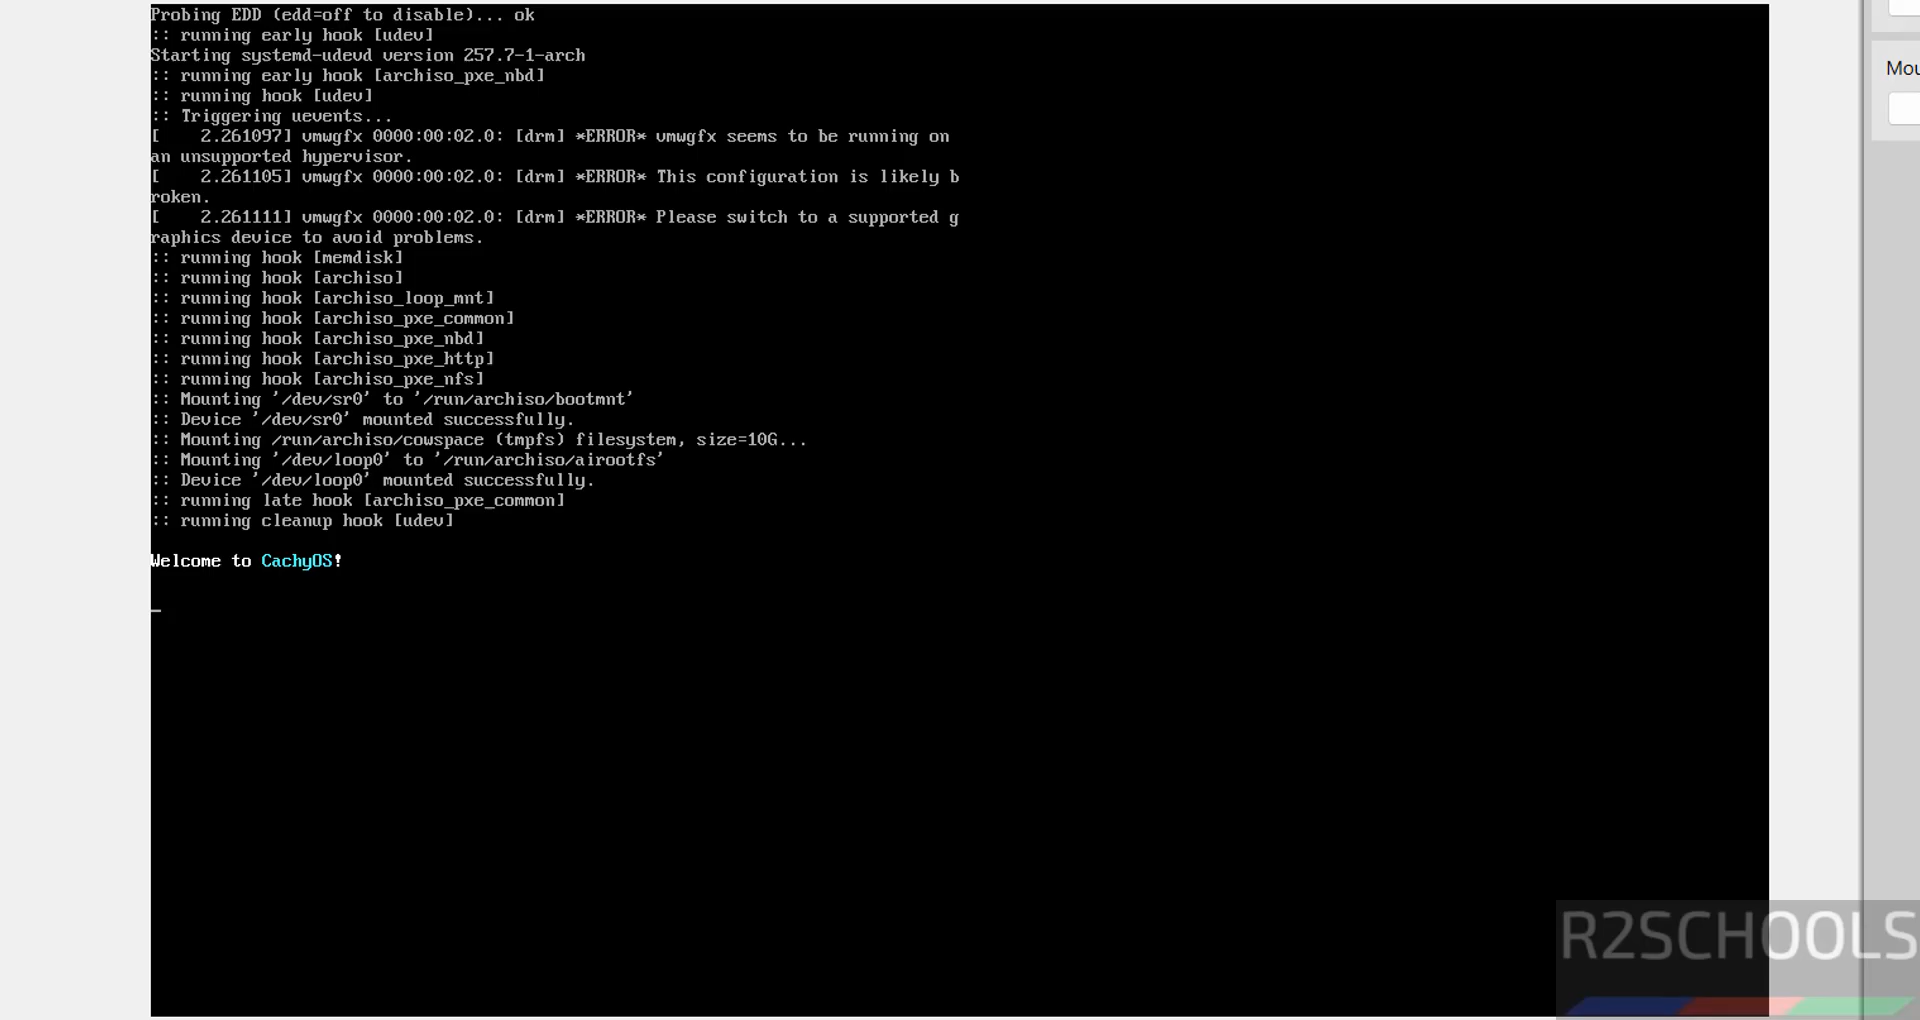 Probing EDD (edd=off to disable)... ok
:: running early hook [udev]
Starting systemd-udevd version 257.7-1-arch
:: running early hook [archiso_pxe_nbd]
:: running hook [udev]
:: Triggering uevents...
[    2.261097] vmwgfx 0000:00:02.0: [drm] *ERROR* vmwgfx seems to be running on
an unsupported hypervisor.
[    2.261105] vmwgfx 0000:00:02.0: [drm] *ERROR* This configuration is likely b
roken.
[    2.261111] vmwgfx 0000:00:02.0: [drm] *ERROR* Please switch to a supported g
raphics device to avoid problems.
:: running hook [memdisk]
:: running hook [archiso]
:: running hook [archiso_loop_mnt]
:: running hook [archiso_pxe_common]
:: running hook [archiso_pxe_nbd]
:: running hook [archiso_pxe_http]
:: running hook [archiso_pxe_nfs]
:: Mounting '/dev/sr0' to '/run/archiso/bootmnt'
:: Device '/dev/sr0' mounted successfully.
:: Mounting /run/archiso/cowspace (tmpfs) filesystem, size=10G...
:: Mounting '/dev/loop0' to '/run/archiso/airootfs'
:: Device '/dev/loop0' mounted successfully.
:: running late hook [archiso_pxe_common]
:: running cleanup hook [udev]
Welcome to CachyOS!
Mou
R2SCHOOLS